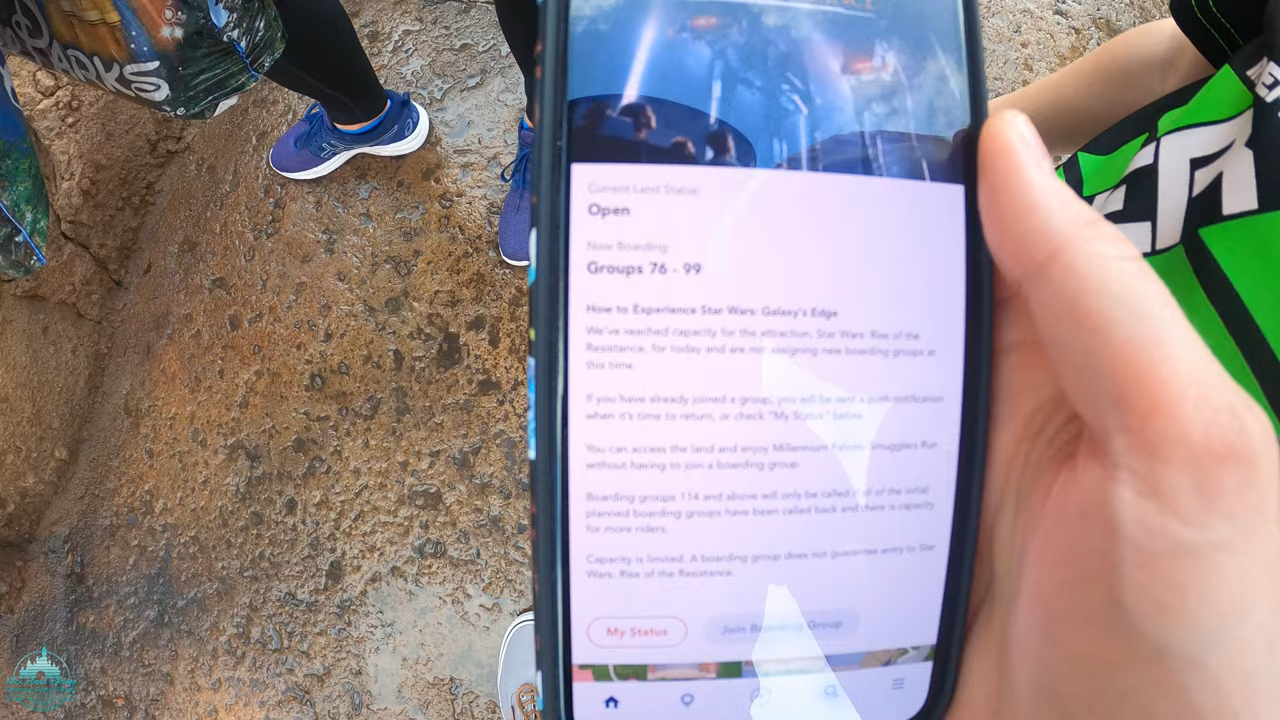 PARKS
Current Land Status:
Open
Now Boarding:
Groups 76 - 99
How to Experience Star Wars: Galaxy's Edge
We've reached capacity for the attraction, Star Wars: Rise of the
Resistance, for today and are not assigning new boarding groups at
this time.
If you have already joined a group, you will be sent a push notification
when it's time to return, or check "My Status" below.
You can access the land and enjoy Millennium Falcon: Smugglers Run
without having to join a boarding group.
Boarding groups 114 and above will only be called if all of the initial
planned boarding groups have been called back and there is capacity
for more riders.
Capacity is limited. A boarding group does not guarantee entry to Star
Wars: Rise of the Resistance.
My Status
Join Boarding Group